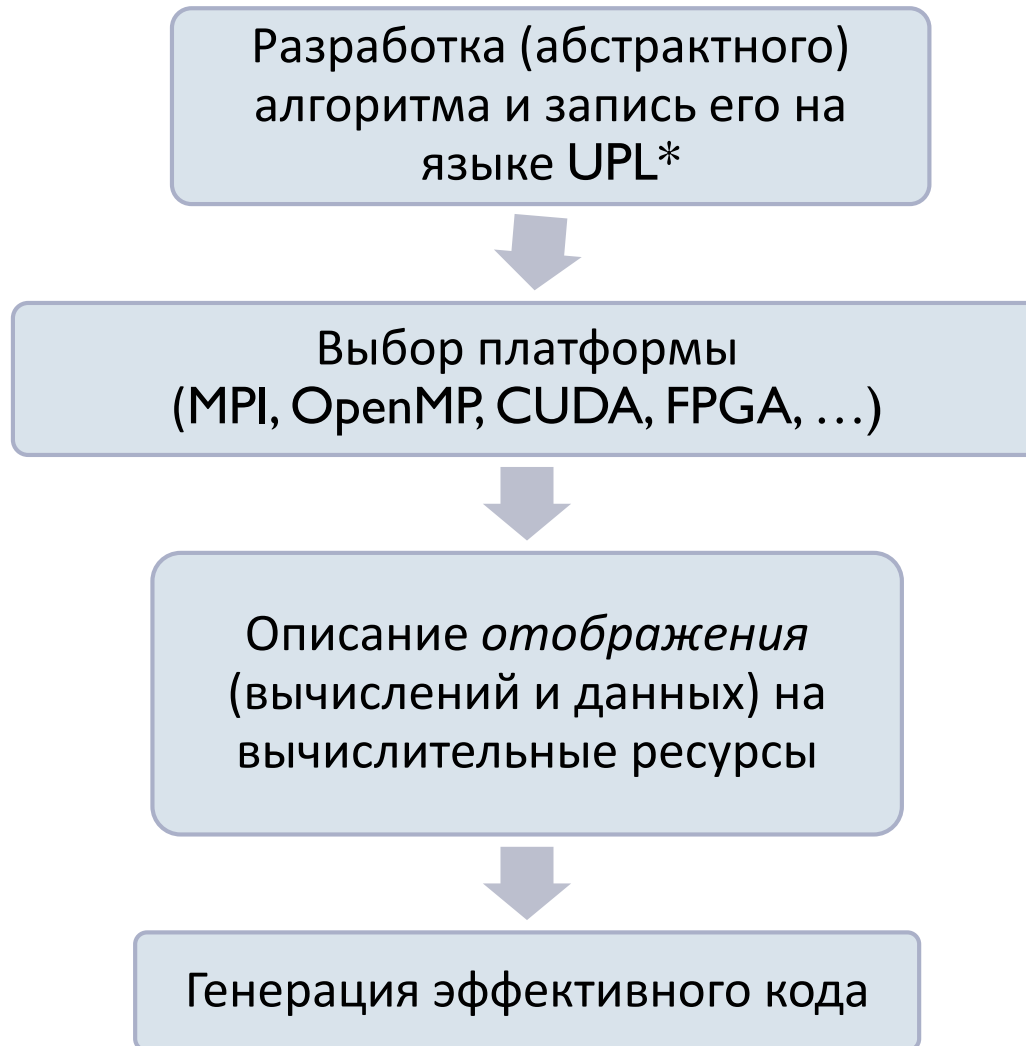 Разработка (абстрактного)
алгоритма и запись его на
языке UPL*
Выбор платформы
(MPI, OpenMP, CUDA, FPGA, …)
Описание отображения
(вычислений и данных) на
вычислительные ресурсы
Генерация эффективного кода